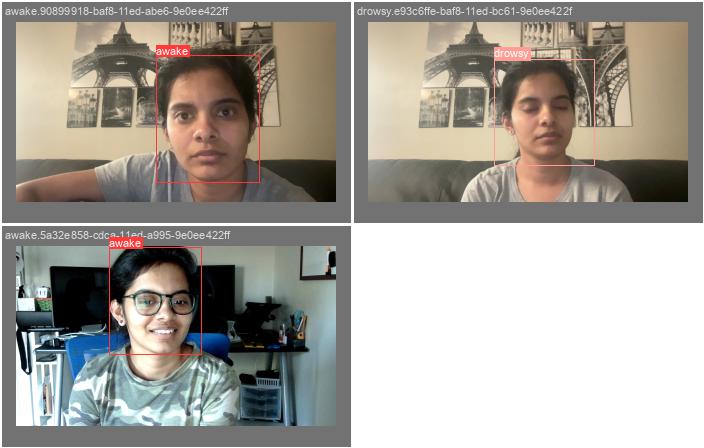 awake.90899918-baf8-11ed-abe6-9e0ee422ff
awake
drowsy.e93c6ffe-baf8-11ed-bc61-9e0ee422f
drowsy
awake.5a32e858-cdca-11ed-a995-9e0ee422ff
awake